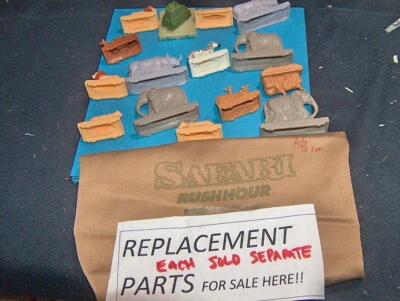 SAFARI
RUSHHOUR
REPLACEMENT
EACH SOLD SEPARATE
PARTS FOR SALE HERE!!